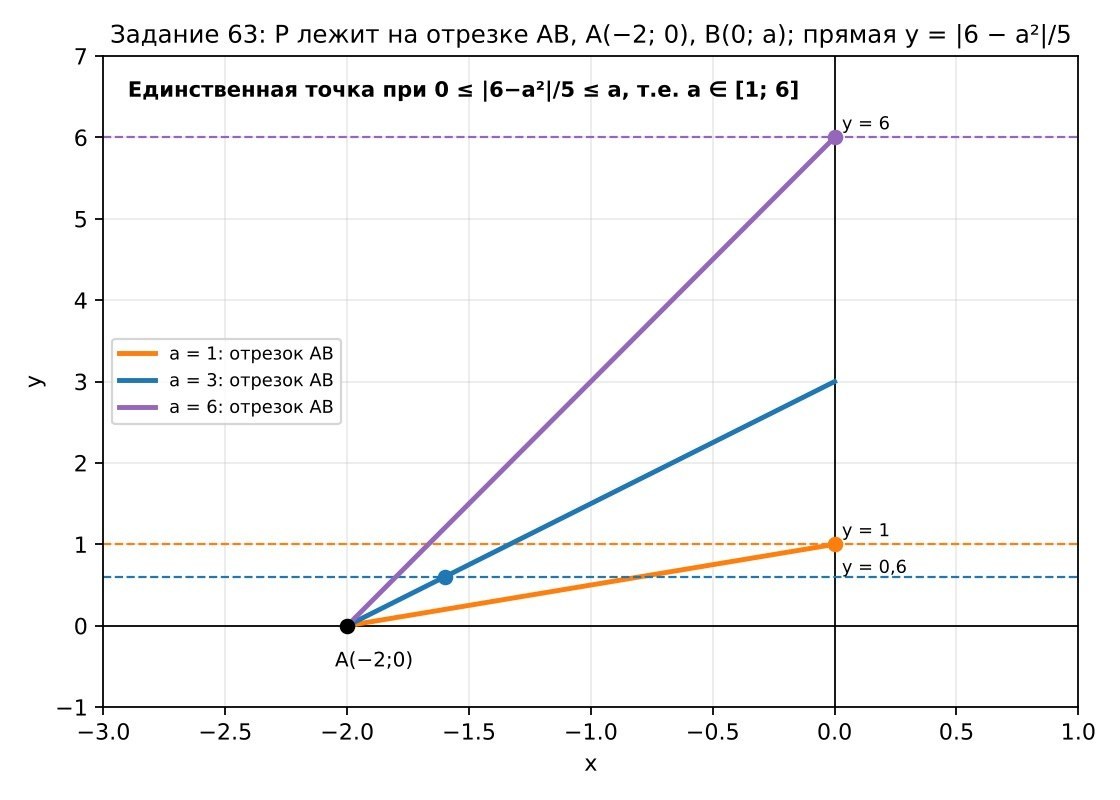 Задание 63: P лежит на отрезке AB, A(−2; 0), B(0; a); прямая y = |6 − a²|/5
Единственная точка при 0 ≤ |6−a²|/5 ≤ a, т.е. a ∈ [1; 6]
7
6
5
4
3
2
1
0
−1
y
y = 6
a = 1: отрезок AB
a = 3: отрезок AB
a = 6: отрезок AB
y = 1
y = 0,6
A(−2;0)
−3.0 −2.5 −2.0 −1.5 −1.0 −0.5 0.0 0.5 1.0
x